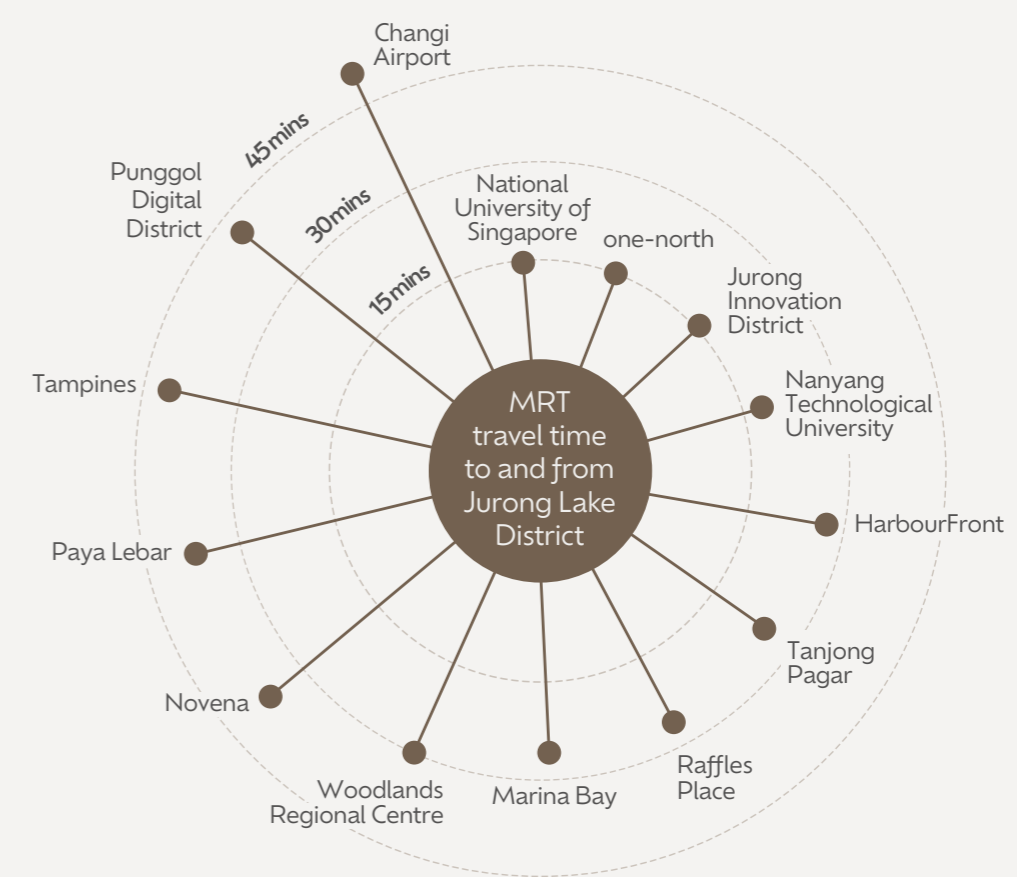 Changi
Airport
45mins
Punggol
Digital
District
30mins
National
University of
Singapore
one-north
15mins
Jurong
Innovation
District
Tampines
Nanyang
Technological
University
MRT
travel time
to and from
Jurong Lake
District
HarbourFront
Paya Lebar
Tanjong
Pagar
Novena
Raffles
Place
Woodlands
Regional Centre
Marina Bay